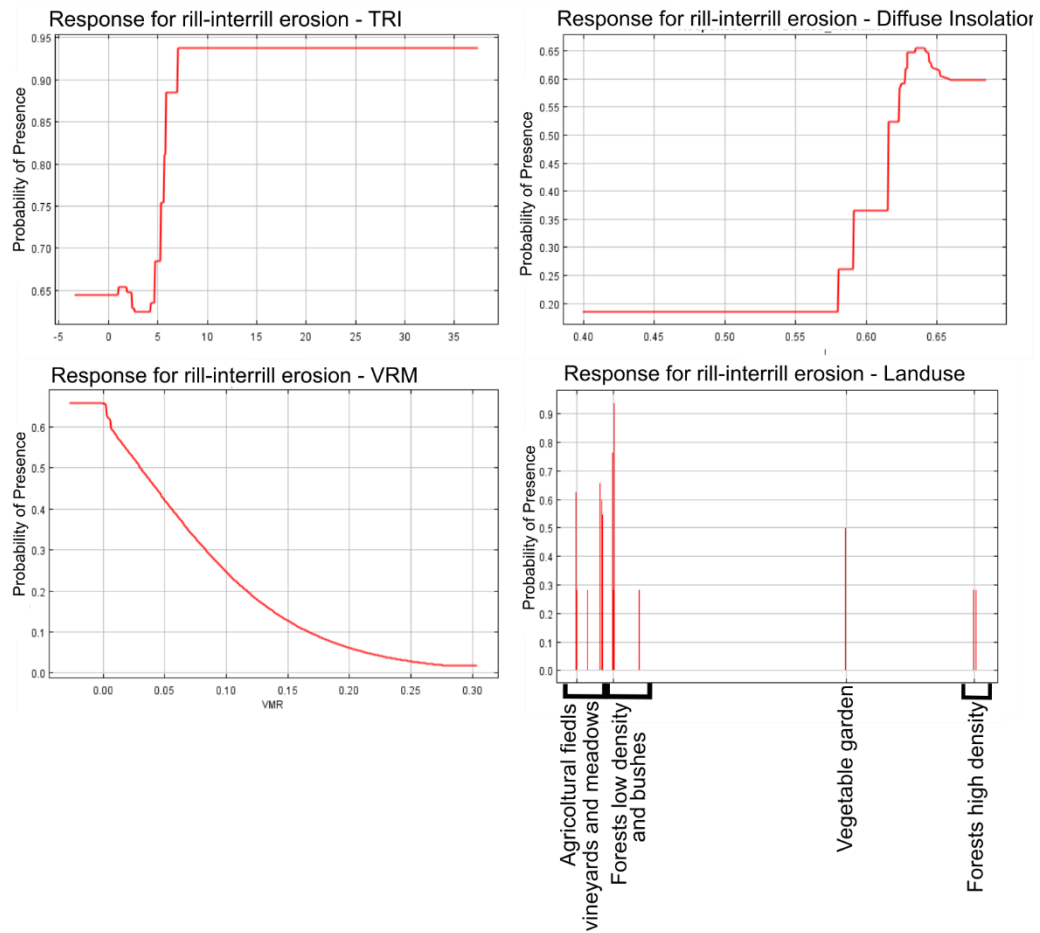 Response for rill-interrill erosion - TRI
Probability of Presence
0.95
0.90
0.85
0.80
0.75
0.70
0.65
-5 0 5 10 15 20 25 30 35
Response for rill-interrill erosion - Diffuse Insolation
Probability of Presence
0.65
0.60
0.55
0.50
0.45
0.40
0.35
0.30
0.25
0.20
0.40 0.45 0.50 0.55 0.60 0.65
Response for rill-interrill erosion - VRM
Probability of Presence
0.6
0.5
0.4
0.3
0.2
0.1
0.0
0.00 0.05 0.10 0.15 0.20 0.25 0.30
VMR
Response for rill-interrill erosion - Landuse
Probability of Presence
0.9
0.8
0.7
0.6
0.5
0.4
0.3
0.2
0.1
0.0
Agricoltural fiedls
vineyards and meadows
Forests low density
and bushes
Vegetable garden
Forests high density